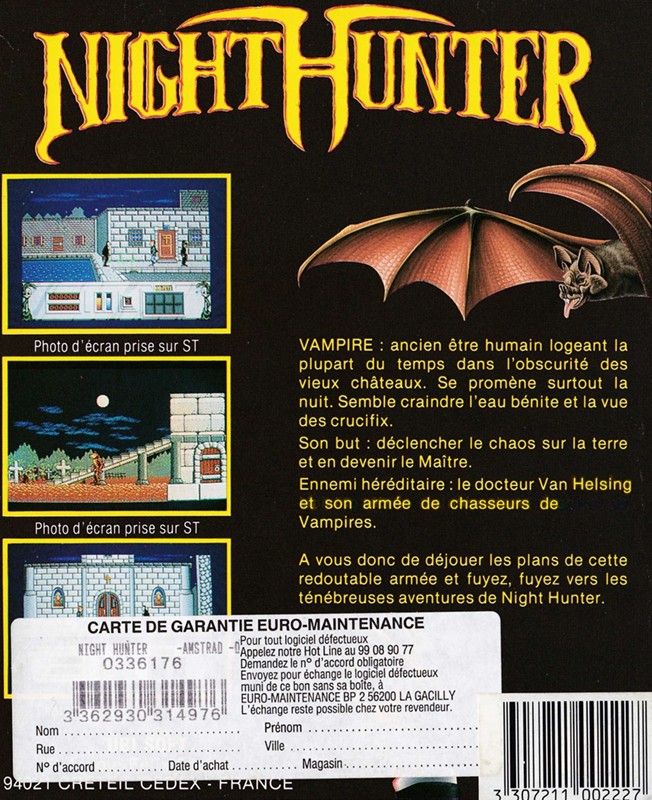 NIGHTHUNTER
Photo d'écran prise sur ST
Photo d'écran prise sur ST
VAMPIRE : ancien être humain logeant la
plupart du temps dans l'obscurité des
vieux châteaux. Se promène surtout la
nuit. Semble craindre l'eau bénite et la vue
des crucifix.
Son but : déclencher le chaos sur la terre
et en devenir le Maître.
Ennemi héréditaire : le docteur Van Helsing
et son armée de chasseurs de
Vampires.
A vous donc de déjouer les plans de cette
redoutable armée et fuyez, fuyez vers les
ténébreuses aventures de Night Hunter.
CARTE DE GARANTIE EURO-MAINTENANCE
NIGHT HUNTER -AMSTRAD -D
0336176
3 362930 314976
Pour tout logiciel défectueux
Appelez notre Hot Line au 99 08 90 77
Demandez le n° d'accord obligatoire
Envoyez pour échange le logiciel défectueux
muni de ce bon sans sa boîte, à
EURO-MAINTENANCE BP 2 56200 LA GACILLY
L'échange reste possible chez votre revendeur.
Nom .......... Prénom ..........
Rue .......... Ville ..........
N° d'accord .......... Date d'achat .......... Magasin ..........
94021 CRETEIL CEDEX - FRANCE
3 307211 002227